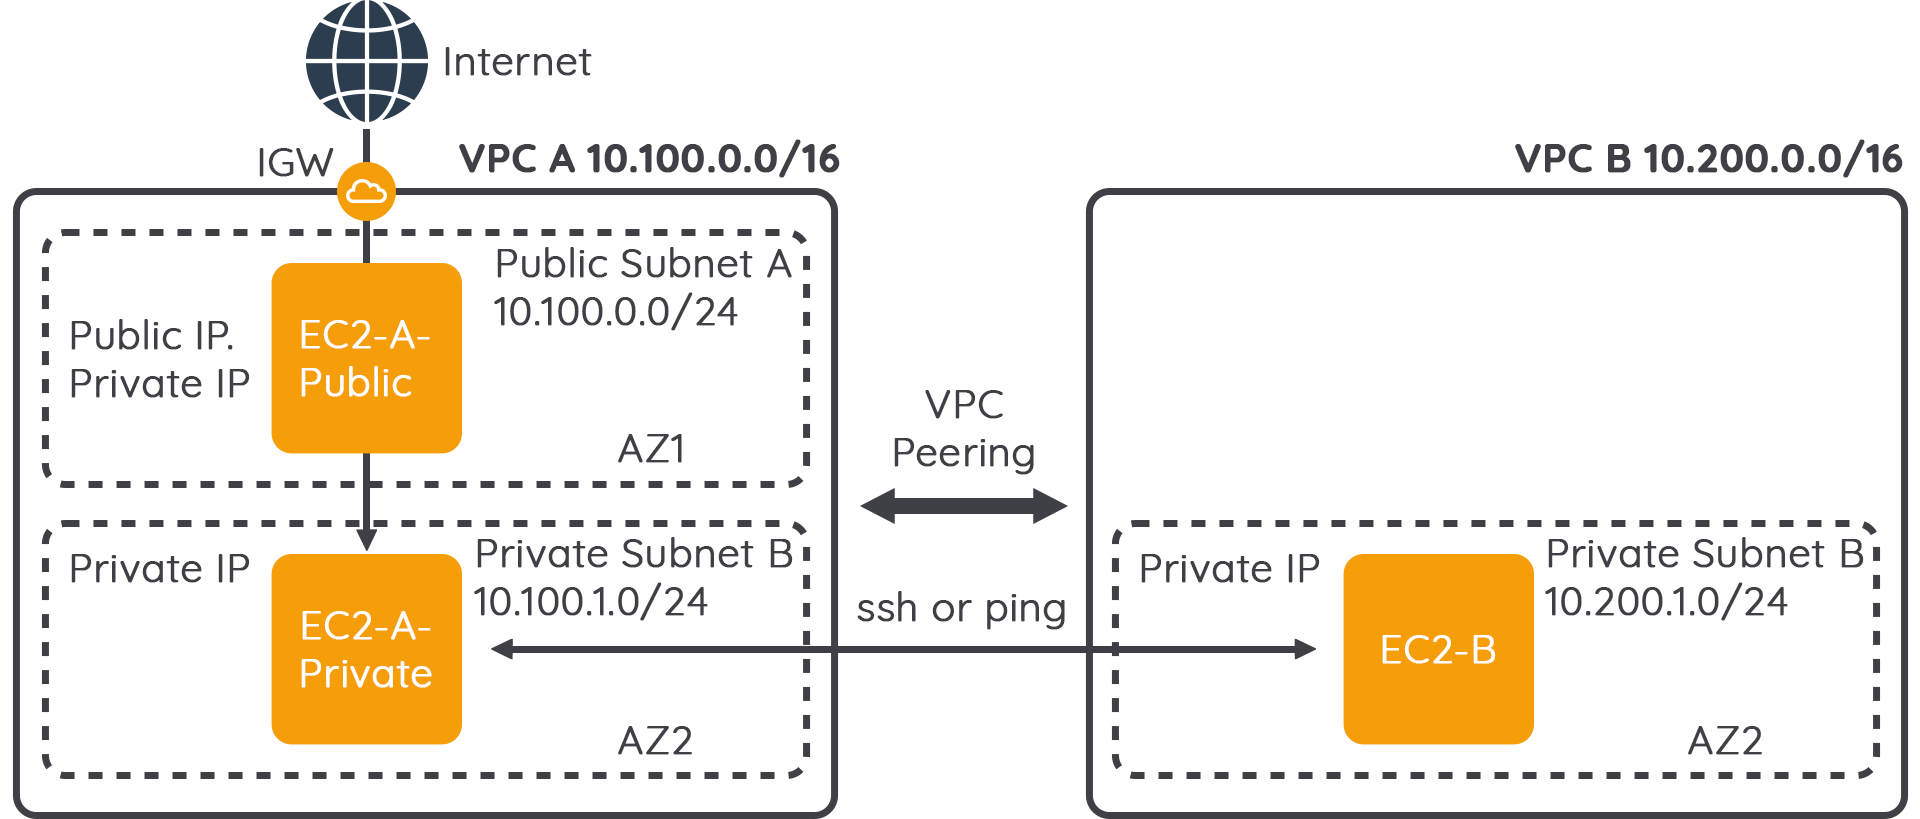 Internet
IGW
VPC A 10.100.0.0/16
VPC B 10.200.0.0/16
Public Subnet A
10.100.0.0/24
Public IP.
Private IP
EC2-A-
Public
AZ1
VPC
Peering
Private IP
EC2-A-
Private
Private Subnet B
10.100.1.0/24
AZ2
ssh or ping
Private IP
EC2-B
Private Subnet B
10.200.1.0/24
AZ2